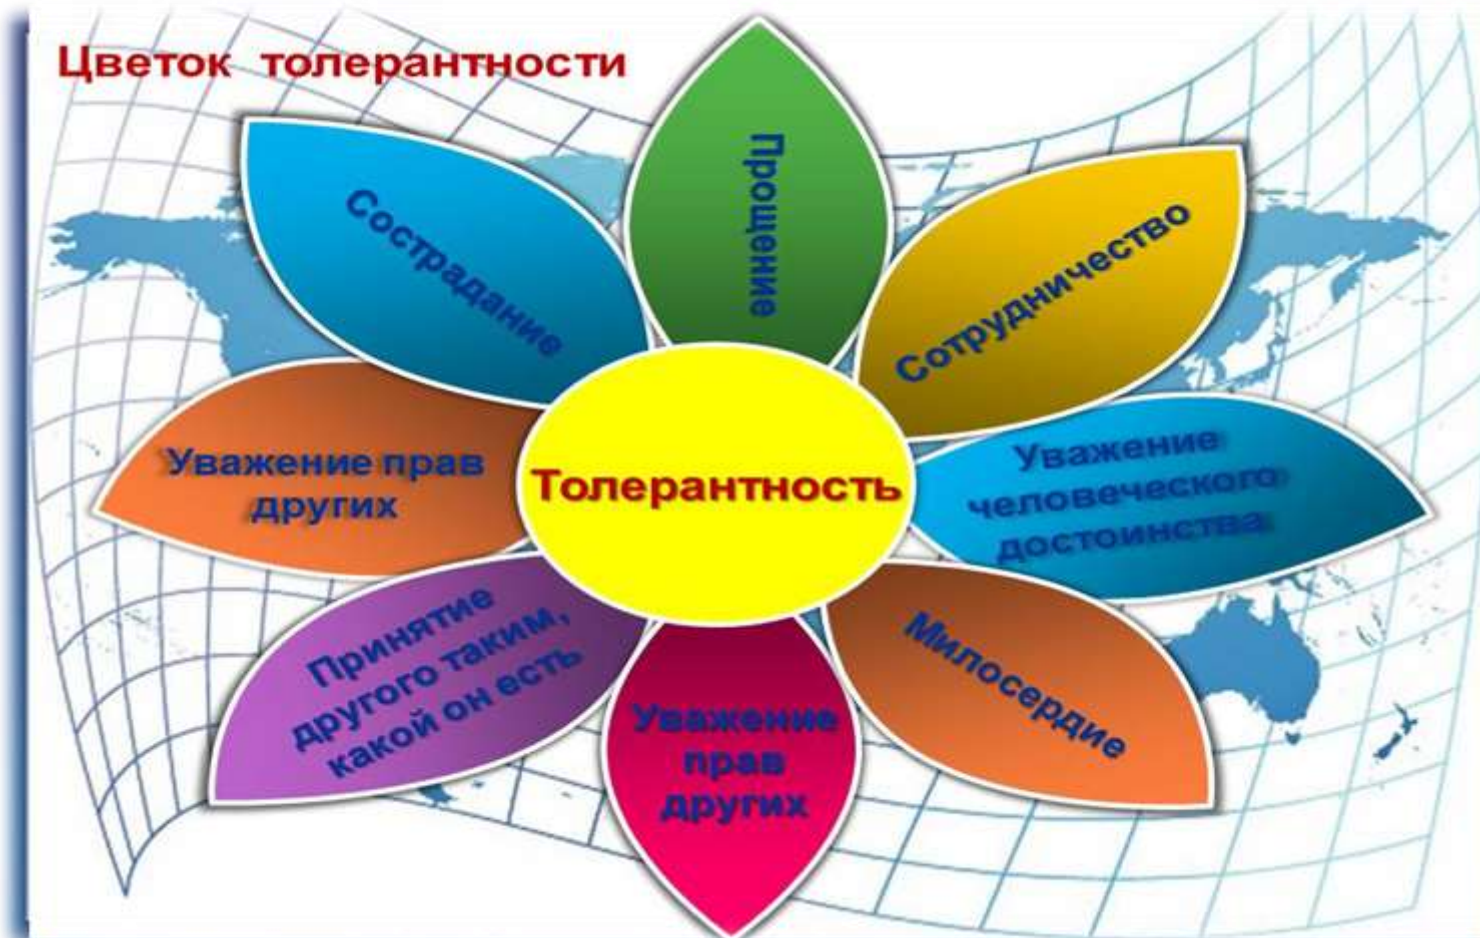 Цветок толерантности
Прощение
Сострадание
Сотрудничество
Уважение прав
других
Толерантность
Уважение
человеческого
достоинства
Принятие
другого таким,
какой он есть
Уважение
прав
других
Милосердие